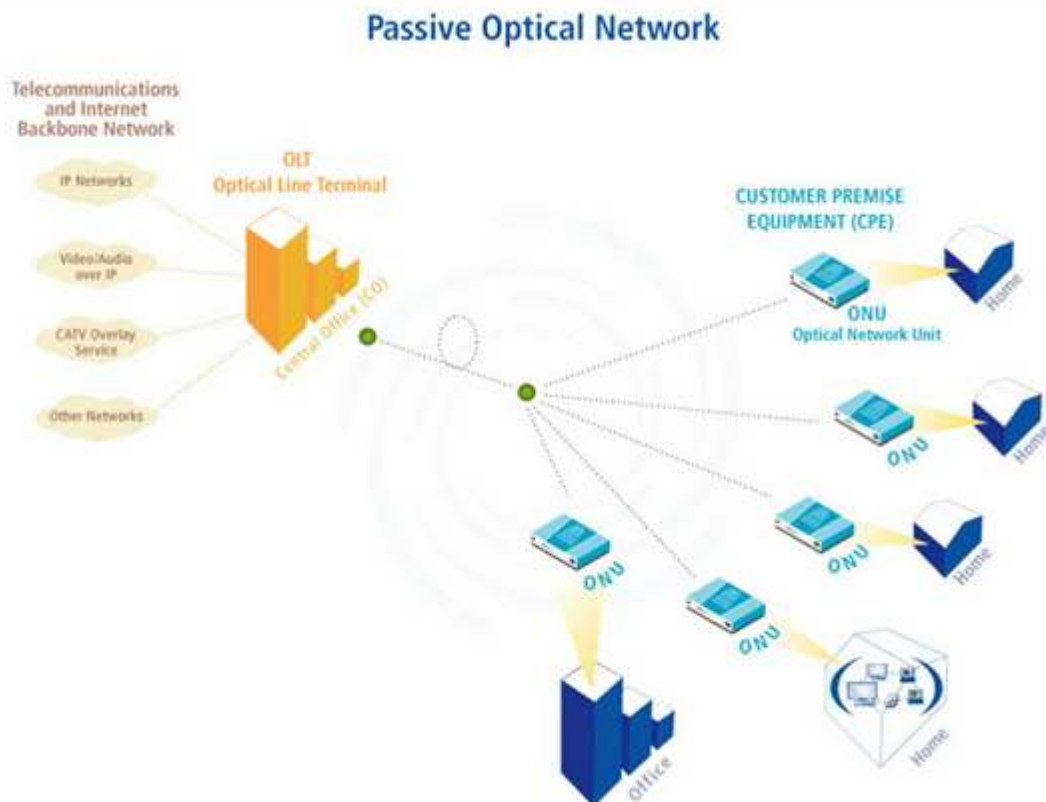 Passive Optical Network
Telecommunications
and Internet
Backbone Network
IP Networks
Video/Audio
over IP
CATV Overlay
Service
Other Networks
OLT
Optical Line Terminal
Central Office (CO)
CUSTOMER PREMISE
EQUIPMENT (CPE)
ONU
Optical Network Unit
Home
ONU
Home
ONU
Home
ONU
Home
ONU
Office